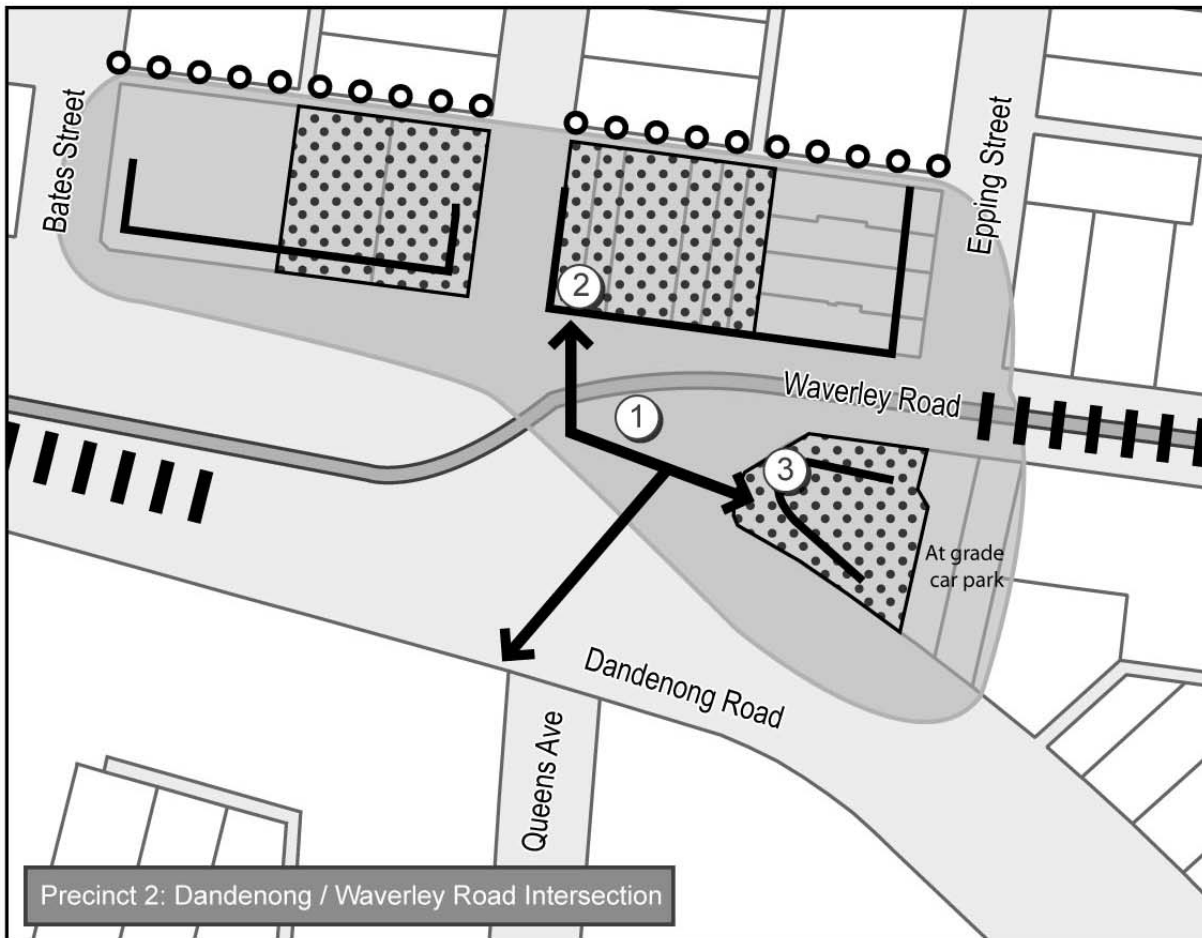 Bates Street
Epping Street
2
Waverley Road
1
3
At grade
car park
Dandenong Road
Queens Ave
Precinct 2: Dandenong / Waverley Road Intersection